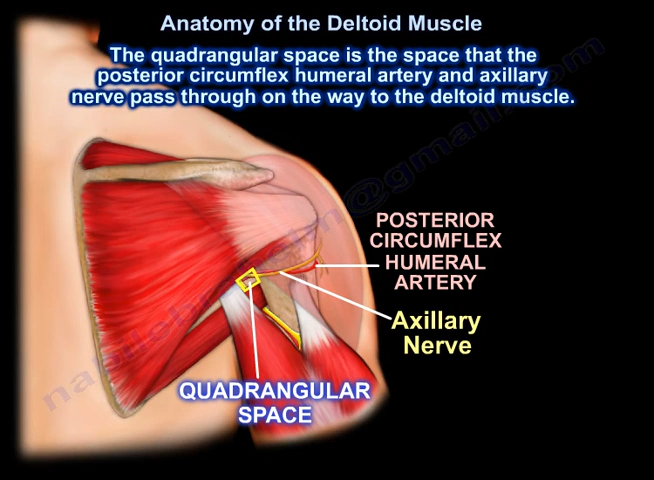 Anatomy of the Deltoid Muscle
The quadrangular space is the space that the
posterior circumflex humeral artery and axillary
nerve pass through on the way to the deltoid muscle.
POSTERIOR
CIRCUMFLEX
HUMERAL
ARTERY
Axillary
Nerve
QUADRANGULAR
SPACE